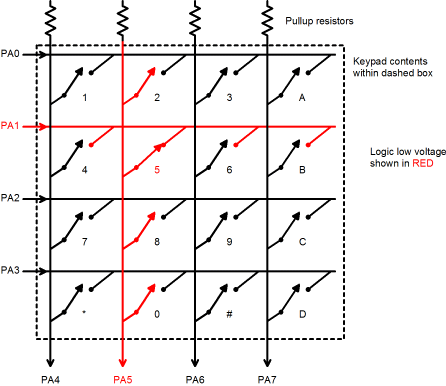 Pullup resistors
PA0
Keypad contents
within dashed box
1 2 3 A
PA1
Logic low voltage
shown in RED
4 5 6 B
PA2
7 8 9 C
PA3
* 0 # D
PA4 PA5 PA6 PA7